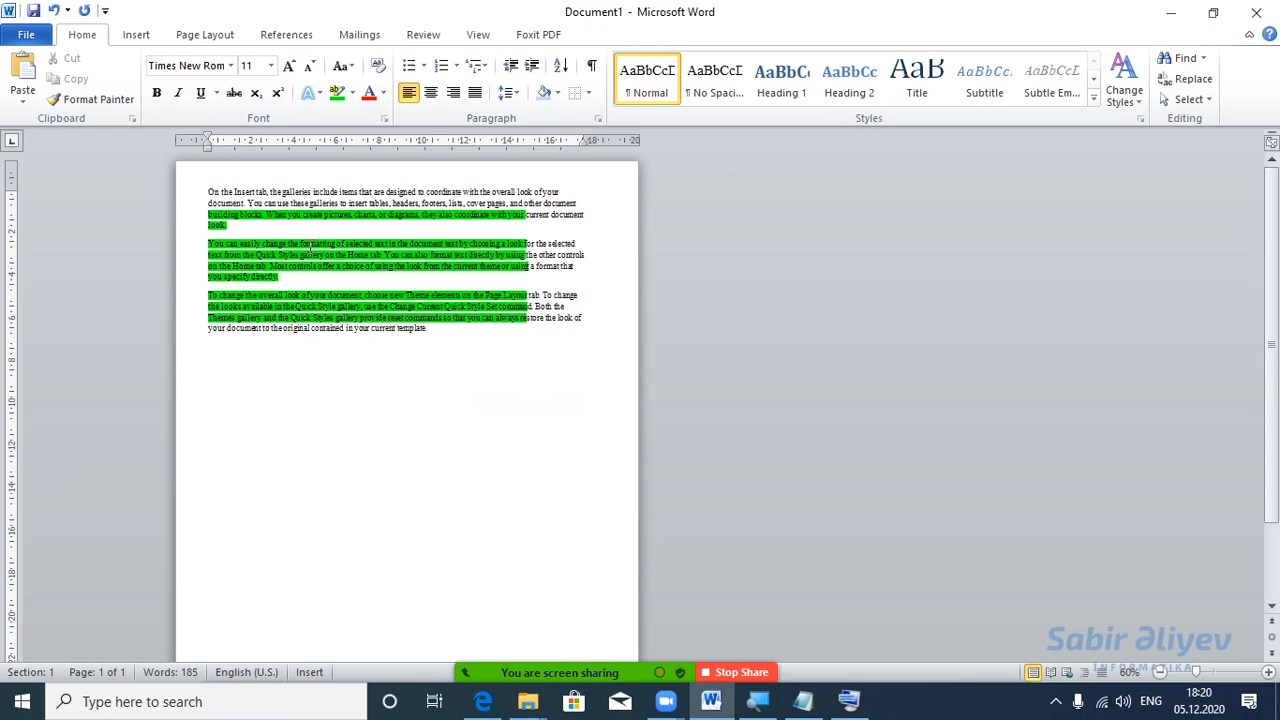 Document1 - Microsoft Word
File Home Insert Page Layout References Mailings Review View Foxit PDF
Cut
Copy
Paste
Format Painter
Times New Rom 11
AaBbCcI AaBbCcI AaBbCc AaBbCc AaB AaBbCcL AaBbCcL
¶ Normal ¶ No Spaci... Heading 1 Heading 2 Title Subtitle Subtle Em...
Change
Styles
Find
Replace
Select
Clipboard Font Paragraph Styles Editing
2 4 6 8 10 12 14 16 18 20
On the Insert tab, the galleries include items that are designed to coordinate with the overall look of your
document. You can use these galleries to insert tables, headers, footers, lists, cover pages, and other document
building blocks. When you create pictures, charts, or diagrams, they also coordinate with your current document
look.
You can easily change the formatting of selected text in the document text by choosing a look for the selected
text from the Quick Styles gallery on the Home tab. You can also format text directly by using the other controls
on the Home tab. Most controls offer a choice of using the look from the current theme or using a format that
you specify directly.
To change the overall look of your document, choose new Theme elements on the Page Layout tab. To change
the looks available in the Quick Style gallery, use the Change Current Quick Style Set command. Both the
Themes gallery and the Quick Styles gallery provide reset commands so that you can always restore the look of
your document to the original contained in your current template.
Sabir Əliyev
INFORMATIKA
Section: 1 Page: 1 of 1 Words: 185 English (U.S.) Insert You are screen sharing Stop Share 60%
Type here to search
ENG
18:20
05.12.2020